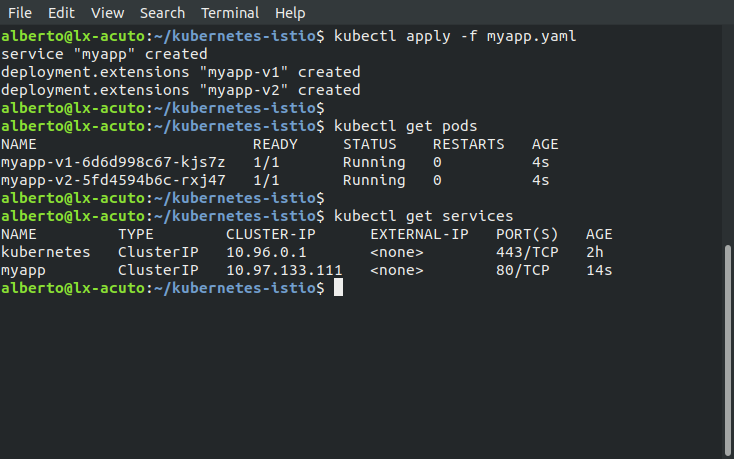 File Edit View Search Terminal Help
alberto@lx-acuto:~/kubernetes-istio$ kubectl apply -f myapp.yaml
service "myapp" created
deployment.extensions "myapp-v1" created
deployment.extensions "myapp-v2" created
alberto@lx-acuto:~/kubernetes-istio$
alberto@lx-acuto:~/kubernetes-istio$ kubectl get pods
NAME                        READY     STATUS    RESTARTS   AGE
myapp-v1-6d6d998c67-kjs7z   1/1       Running   0          4s
myapp-v2-5fd4594b6c-rxj47   1/1       Running   0          4s
alberto@lx-acuto:~/kubernetes-istio$
alberto@lx-acuto:~/kubernetes-istio$ kubectl get services
NAME         TYPE        CLUSTER-IP      EXTERNAL-IP   PORT(S)   AGE
kubernetes   ClusterIP   10.96.0.1       <none>        443/TCP   2h
myapp        ClusterIP   10.97.133.111   <none>        80/TCP    14s
alberto@lx-acuto:~/kubernetes-istio$